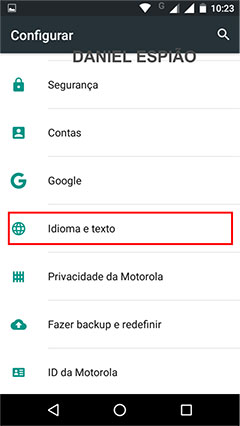 10:23
Configurar
DANIEL ESPIÃO
Segurança
Contas
Google
Idioma e texto
Privacidade da Motorola
Fazer backup e redefinir
ID da Motorola